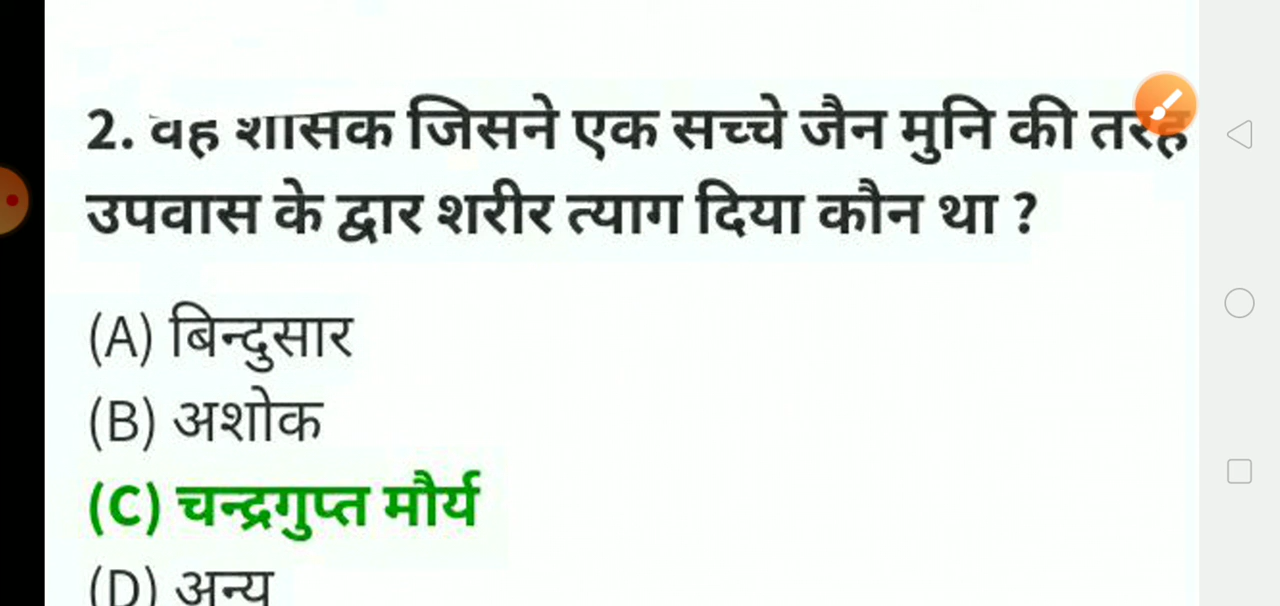 2. वह शासक जिसने एक सच्चे जैन मुनि की तरह
उपवास के द्वार शरीर त्याग दिया कौन था ?
(A) बिन्दुसार
(B) अशोक
(C) चन्द्रगुप्त मौर्य
(D) अन्य